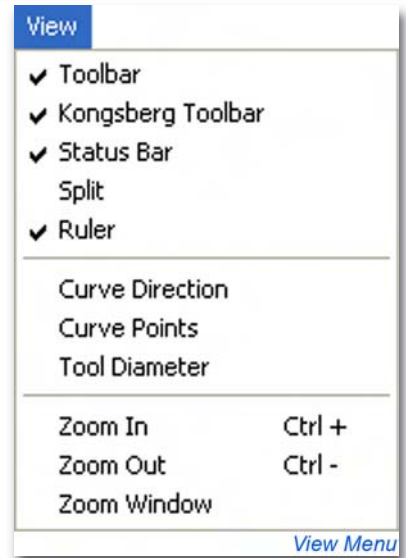 View
Toolbar
Kongsberg Toolbar
Status Bar
Split
Ruler
Curve Direction
Curve Points
Tool Diameter
Zoom In Ctrl +
Zoom Out Ctrl -
Zoom Window
View Menu